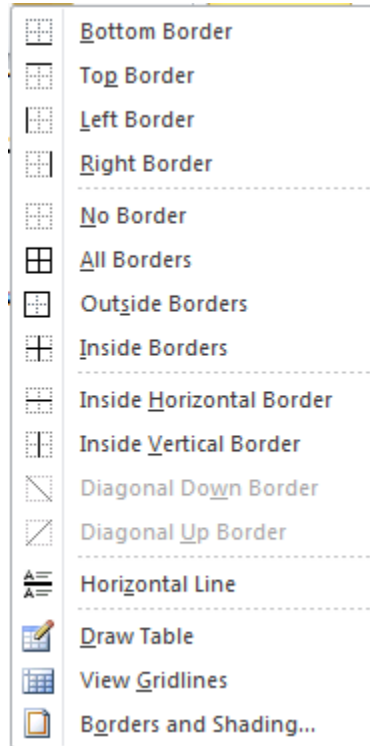 Bottom Border
Top Border
Left Border
Right Border
No Border
All Borders
Outside Borders
Inside Borders
Inside Horizontal Border
Inside Vertical Border
Diagonal Down Border
Diagonal Up Border
Horizontal Line
Draw Table
View Gridlines
Borders and Shading...